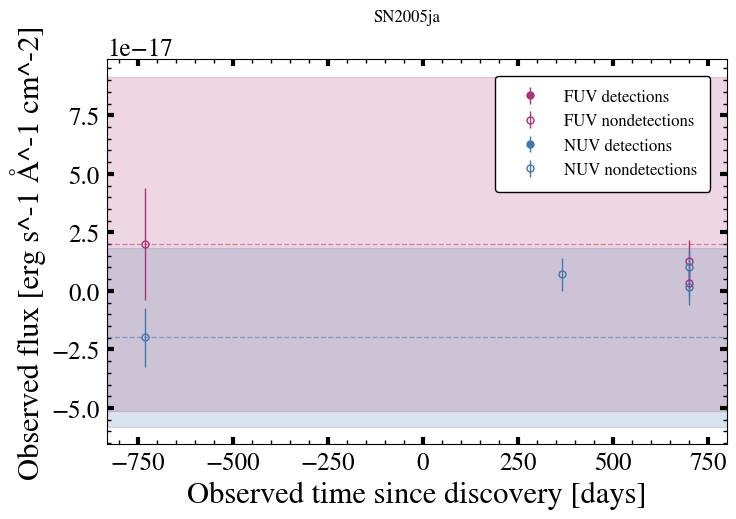 SN2005ja
1e−17
FUV detections
FUV nondetections
NUV detections
NUV nondetections
7.5
5.0
2.5
0.0
−2.5
−5.0
Observed flux [erg s^-1 Å^-1 cm^-2]
−750 −500 −250 0 250 500 750
Observed time since discovery [days]